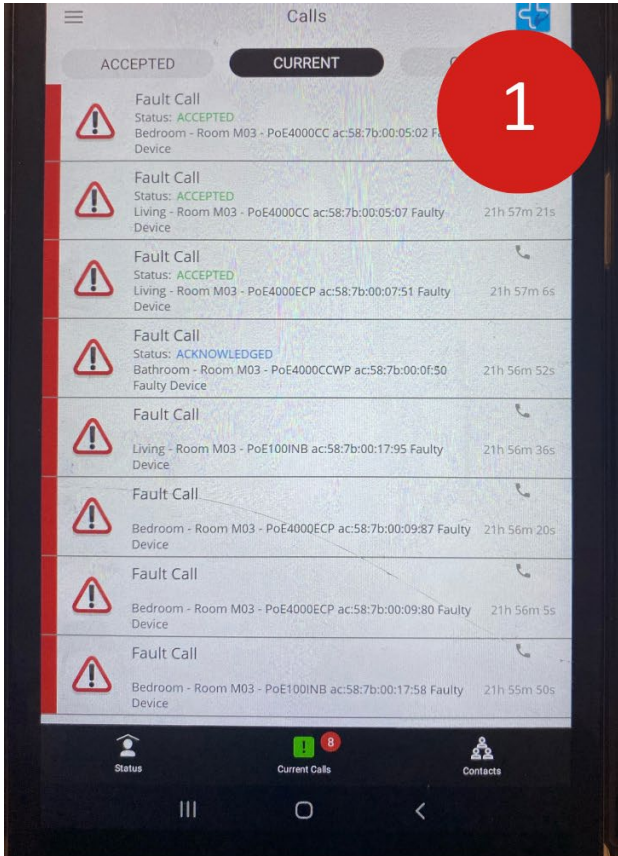 Calls
ACCEPTED
CURRENT
1
Fault Call
Status: ACCEPTED
Bedroom - Room M03 - PoE4000CC ac:58:7b:00:05:02
Device
Fault Call
Status: ACCEPTED
Living - Room M03 - PoE4000CC ac:58:7b:00:05:07 Faulty
Device
21h 57m 21s
Fault Call
Status: ACCEPTED
Living - Room M03 - PoE4000ECP ac:58:7b:00:07:51 Faulty
Device
21h 57m 6s
Fault Call
Status: ACKNOWLEDGED
Bathroom - Room M03 - PoE4000CCWP ac:58:7b:00:0f:50
Faulty Device
21h 56m 52s
Fault Call
Living - Room M03 - PoE100INB ac:58:7b:00:17:95 Faulty
Device
21h 56m 36s
Fault Call
Bedroom - Room M03 - PoE4000ECP ac:58:7b:00:09:87 Faulty
Device
21h 56m 20s
Fault Call
Bedroom - Room M03 - PoE4000ECP ac:58:7b:00:09:80 Faulty
Device
21h 56m 5s
Fault Call
Bedroom - Room M03 - PoE100INB ac:58:7b:00:17:58 Faulty
Device
21h 55m 50s
8
Status
Current Calls
Contacts